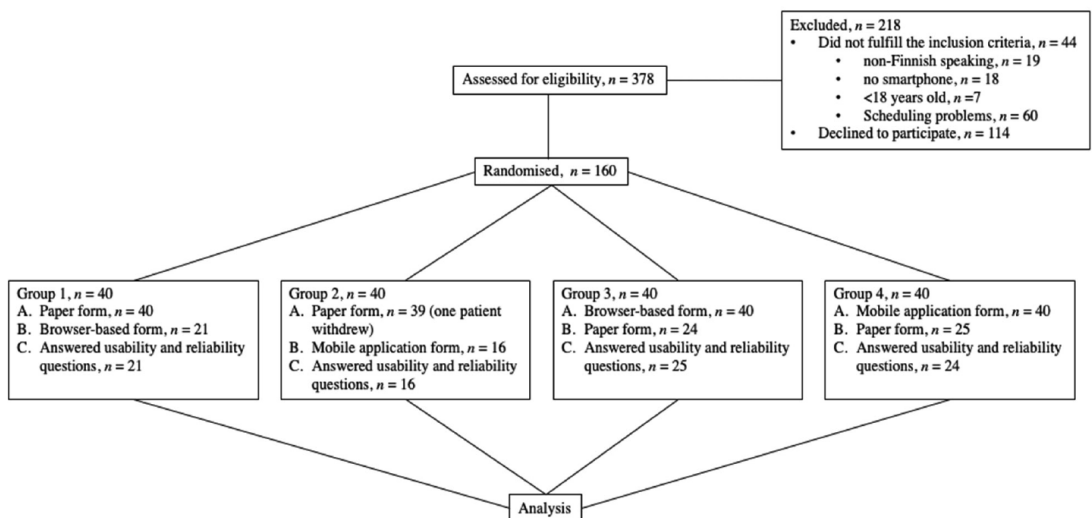 Excluded, n = 218
• Did not fulfill the inclusion criteria, n = 44
• non-Finnish speaking, n = 19
• no smartphone, n = 18
• <18 years old, n =7
• Scheduling problems, n = 60
• Declined to participate, n = 114
Assessed for eligibility, n = 378
Randomised, n = 160
Group 1, n = 40
A. Paper form, n = 40
B. Browser-based form, n = 21
C. Answered usability and reliability
questions, n = 21
Group 2, n = 40
A. Paper form, n = 39 (one patient
withdrew)
B. Mobile application form, n = 16
C. Answered usability and reliability
questions, n = 16
Group 3, n = 40
A. Browser-based form, n = 40
B. Paper form, n = 24
C. Answered usability and reliability
questions, n = 25
Group 4, n = 40
A. Mobile application form, n = 40
B. Paper form, n = 25
C. Answered usability and reliability
questions, n = 24
Analysis